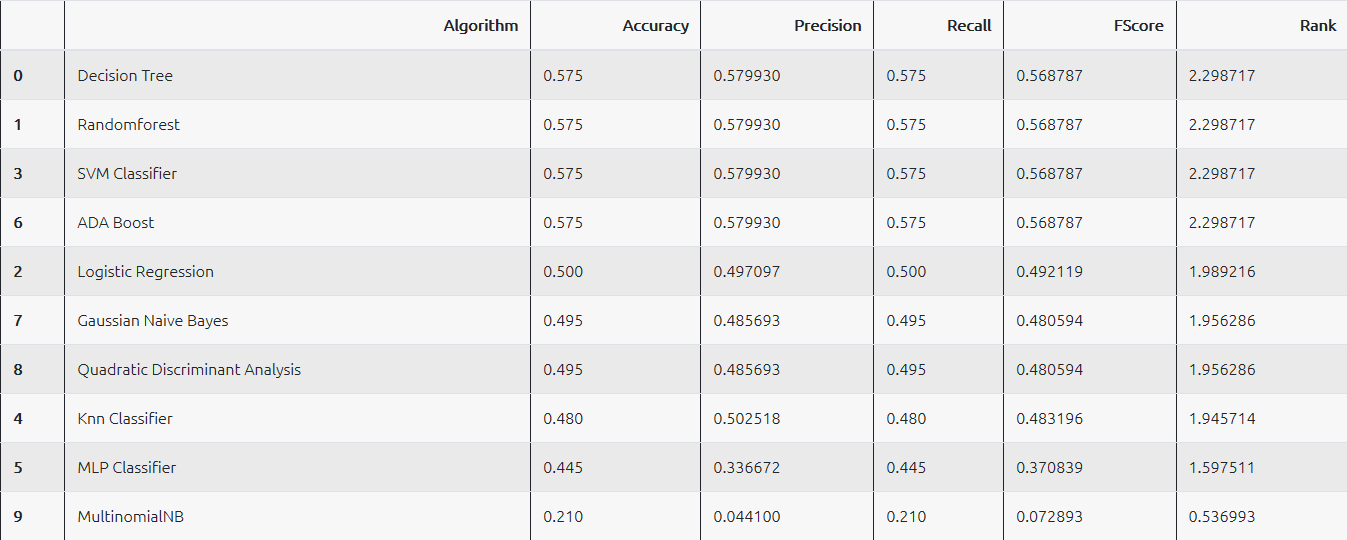 Algorithm Accuracy Precision Recall FScore Rank
0 Decision Tree 0.575 0.579930 0.575 0.568787 2.298717
1 Randomforest 0.575 0.579930 0.575 0.568787 2.298717
3 SVM Classifier 0.575 0.579930 0.575 0.568787 2.298717
6 ADA Boost 0.575 0.579930 0.575 0.568787 2.298717
2 Logistic Regression 0.500 0.497097 0.500 0.492119 1.989216
7 Gaussian Naive Bayes 0.495 0.485693 0.495 0.480594 1.956286
8 Quadratic Discriminant Analysis 0.495 0.485693 0.495 0.480594 1.956286
4 Knn Classifier 0.480 0.502518 0.480 0.483196 1.945714
5 MLP Classifier 0.445 0.336672 0.445 0.370839 1.597511
9 MultinomialNB 0.210 0.044100 0.210 0.072893 0.536993